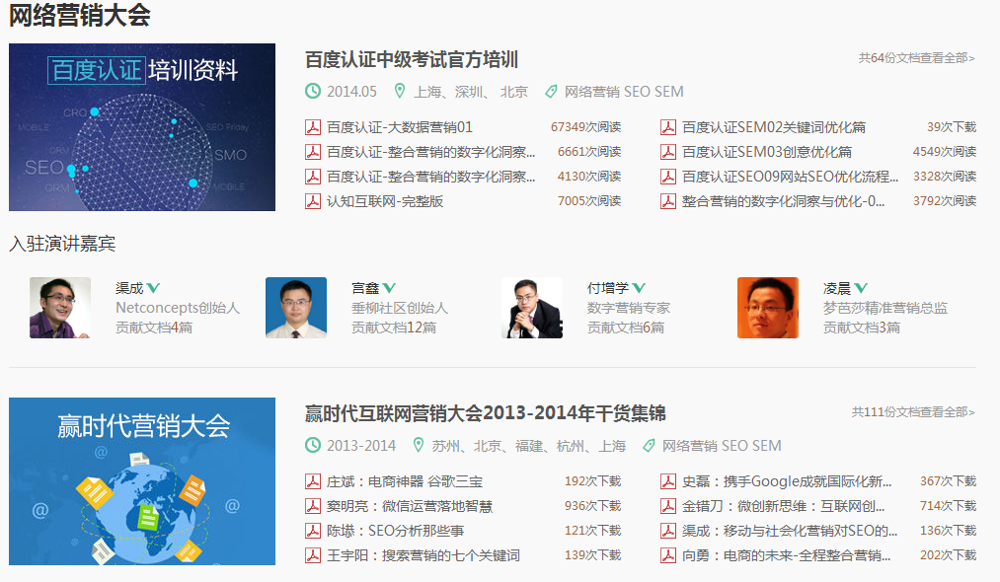 网络营销大会
百度认证 培训资料
CRO
MOBILE
SEO Friday
QRM
SMO
SEO
QRM
MOBILE
百度认证中级考试官方培训
共64份文档查看全部>
2014.05 上海、深圳、 北京 网络营销 SEO SEM
百度认证-大数据营销01 67349次阅读
百度认证SEM02关键词优化篇 39次下载
百度认证-整合营销的数字化洞察... 6661次阅读
百度认证SEM03创意优化篇 4549次阅读
百度认证-整合营销的数字化洞察... 4130次阅读
百度认证SEO09网站SEO优化流程... 3328次阅读
认知互联网-完整版 7005次阅读
整合营销的数字化洞察与优化-0... 3792次阅读
入驻演讲嘉宾
渠成
Netconcepts创始人
贡献文档4篇
宫鑫
垂柳社区创始人
贡献文档12篇
付增学
数字营销专家
贡献文档6篇
凌晨
梦芭莎精准营销总监
贡献文档3篇
赢时代营销大会
@
@
@
@
赢时代互联网营销大会2013-2014年干货集锦
共111份文档查看全部>
2013-2014 苏州、北京、福建、杭州、上海 网络营销 SEO SEM
庄斌：电商神器 谷歌三宝 192次下载
史磊：携手Google成就国际化新... 367次下载
窦明亮：微信运营落地智慧 936次下载
金错刀：微创新思维：互联网创... 714次下载
陈塨：SEO分析那些事 121次下载
渠成：移动与社会化营销对SEO的... 136次下载
王宇阳：搜索营销的七个关键词 139次下载
向勇：电商的未来-全程整合营销... 202次下载